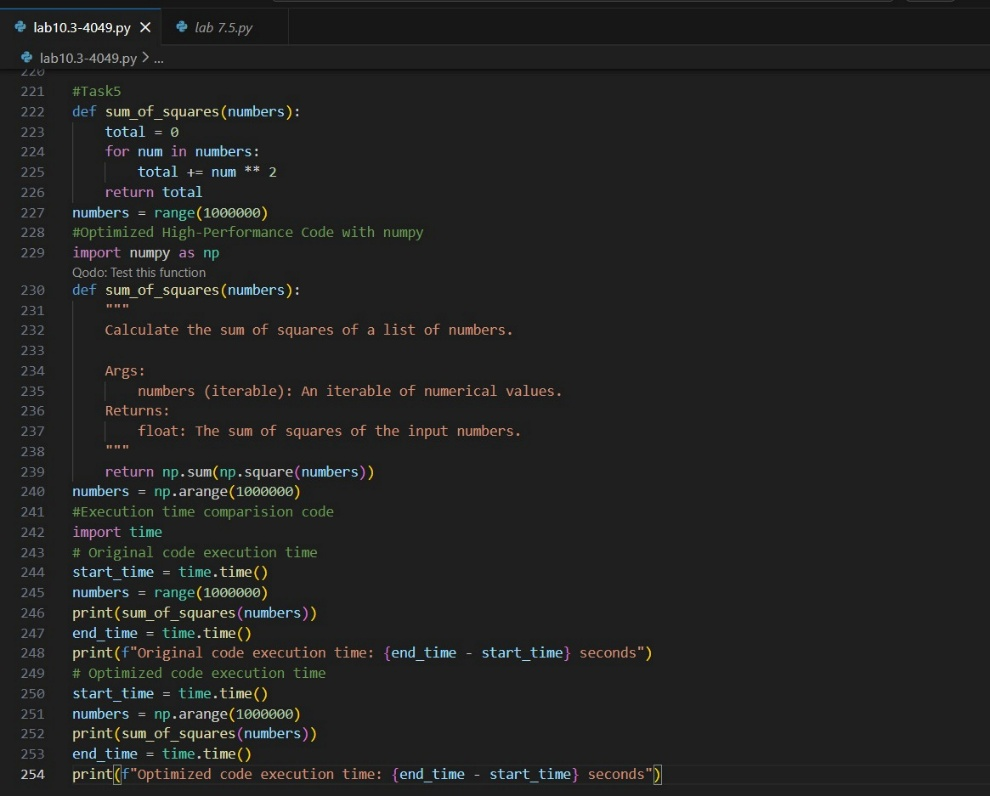 lab10.3-4049.py
lab 7.5.py
lab10.3-4049.py > ...
220
221 #Task5
222 def sum_of_squares(numbers):
223     total = 0
224     for num in numbers:
225         total += num ** 2
226     return total
227 numbers = range(1000000)
228 #Optimized High-Performance Code with numpy
229 import numpy as np
Qodo: Test this function
230 def sum_of_squares(numbers):
231     """
232     Calculate the sum of squares of a list of numbers.
233
234     Args:
235         numbers (iterable): An iterable of numerical values.
236     Returns:
237         float: The sum of squares of the input numbers.
238     """
239     return np.sum(np.square(numbers))
240 numbers = np.arange(1000000)
241 #Execution time comparision code
242 import time
243 # Original code execution time
244 start_time = time.time()
245 numbers = range(1000000)
246 print(sum_of_squares(numbers))
247 end_time = time.time()
248 print(f"Original code execution time: {end_time - start_time} seconds")
249 # Optimized code execution time
250 start_time = time.time()
251 numbers = np.arange(1000000)
252 print(sum_of_squares(numbers))
253 end_time = time.time()
254 print(f"Optimized code execution time: {end_time - start_time} seconds")